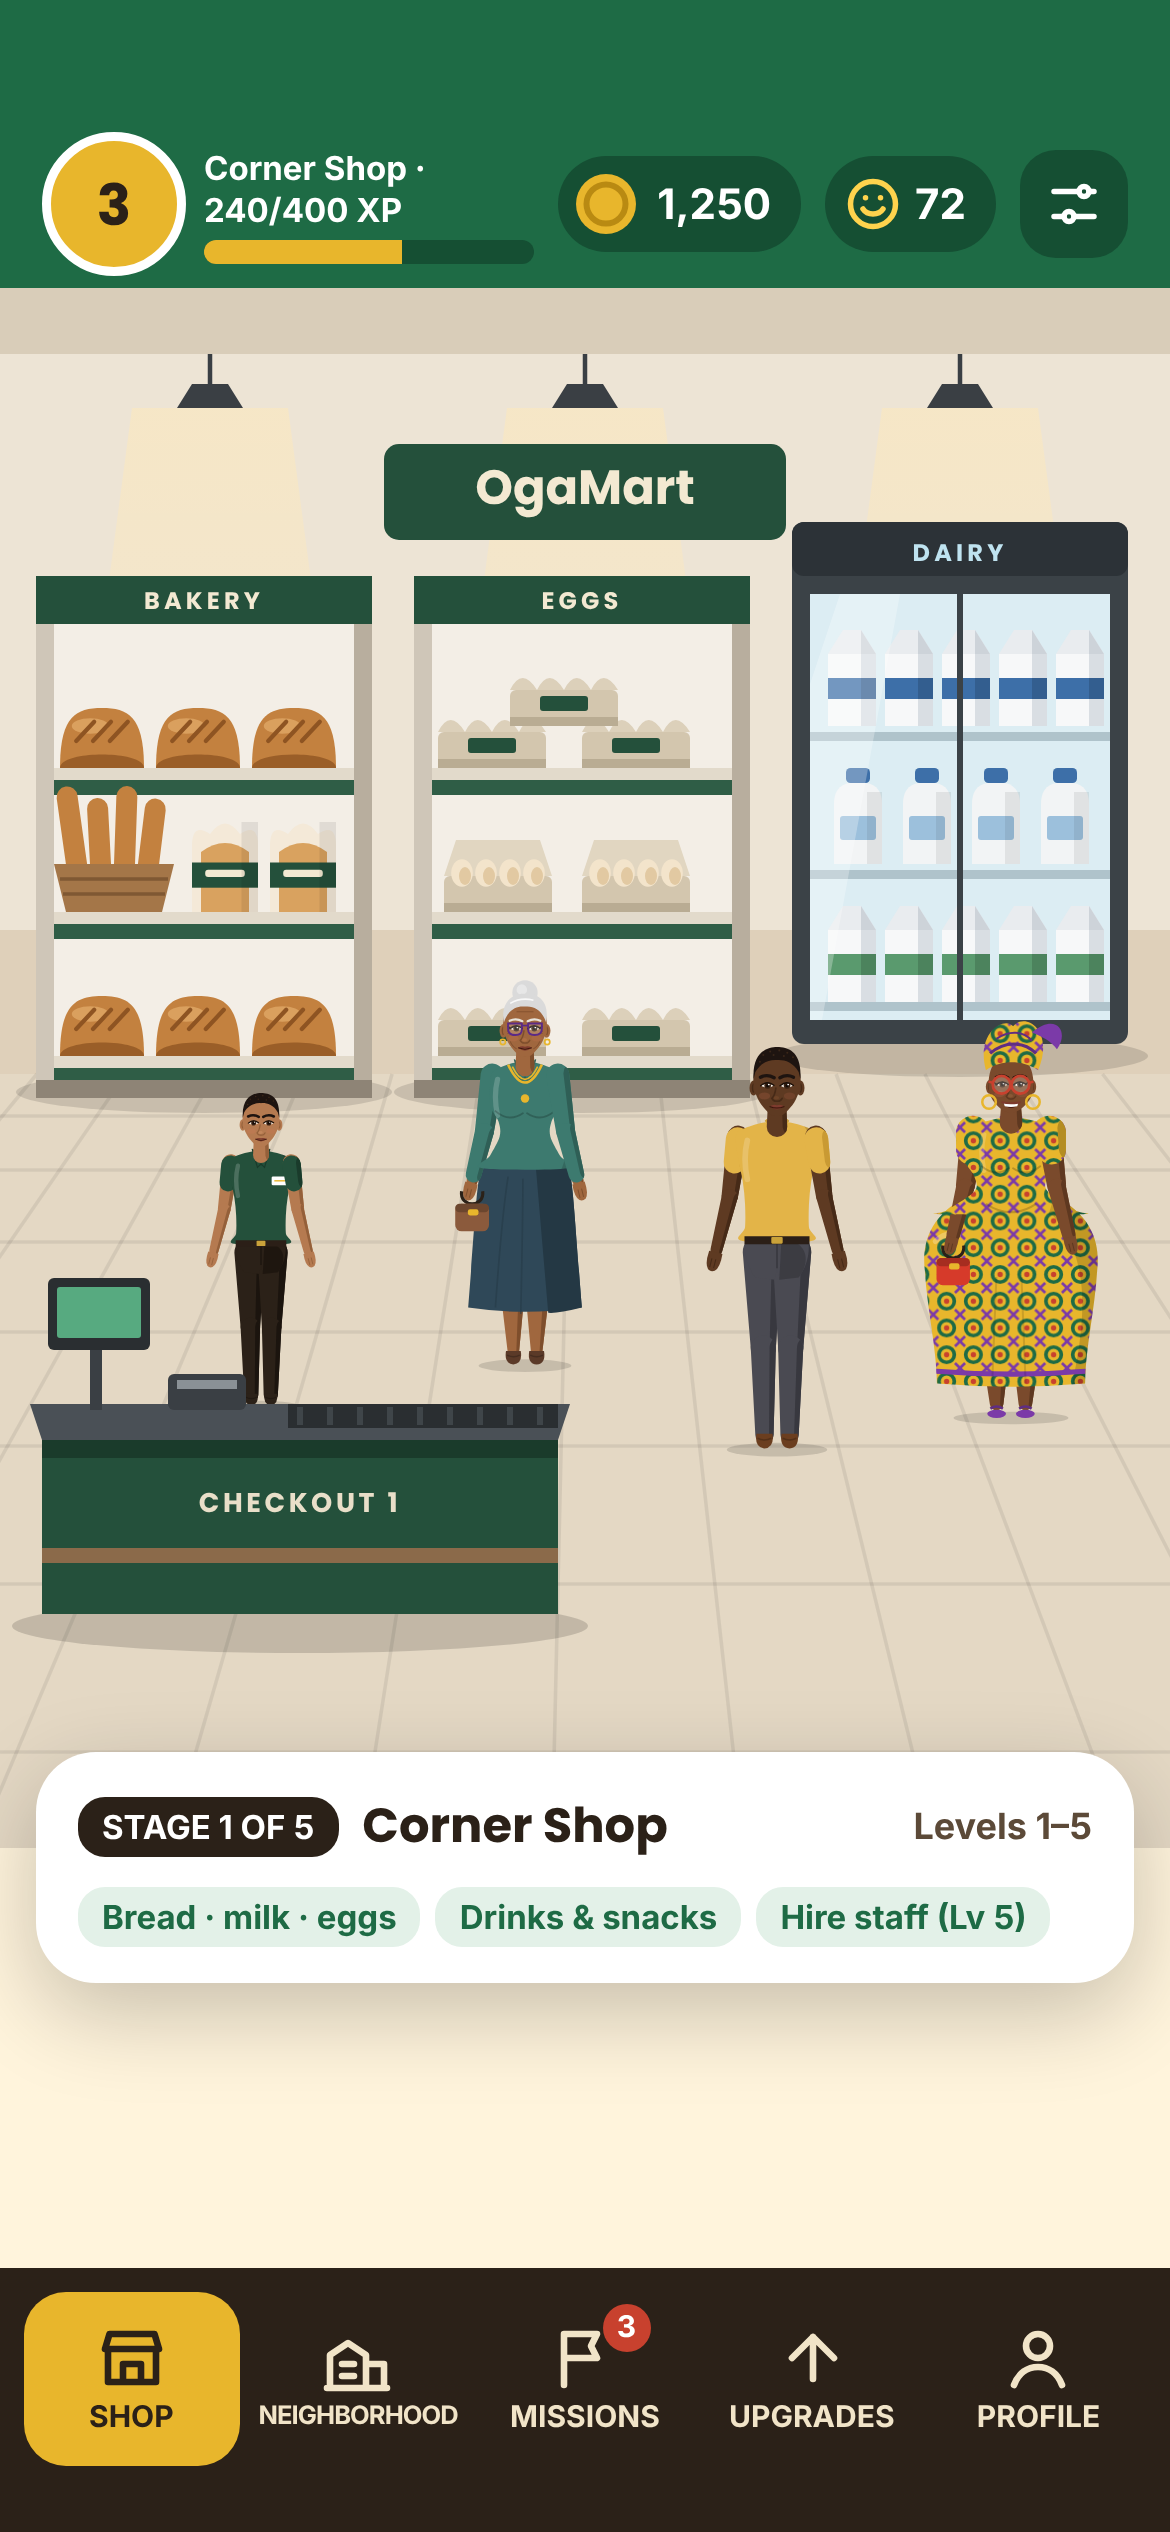 3
Corner Shop ·
240/400 XP
1,250
72
OgaMart
DAIRY
BAKERY
EGGS
CHECKOUT 1
STAGE 1 OF 5
Corner Shop
Levels 1–5
Bread · milk · eggs
Drinks & snacks
Hire staff (Lv 5)
3
SHOP
NEIGHBORHOOD
MISSIONS
UPGRADES
PROFILE